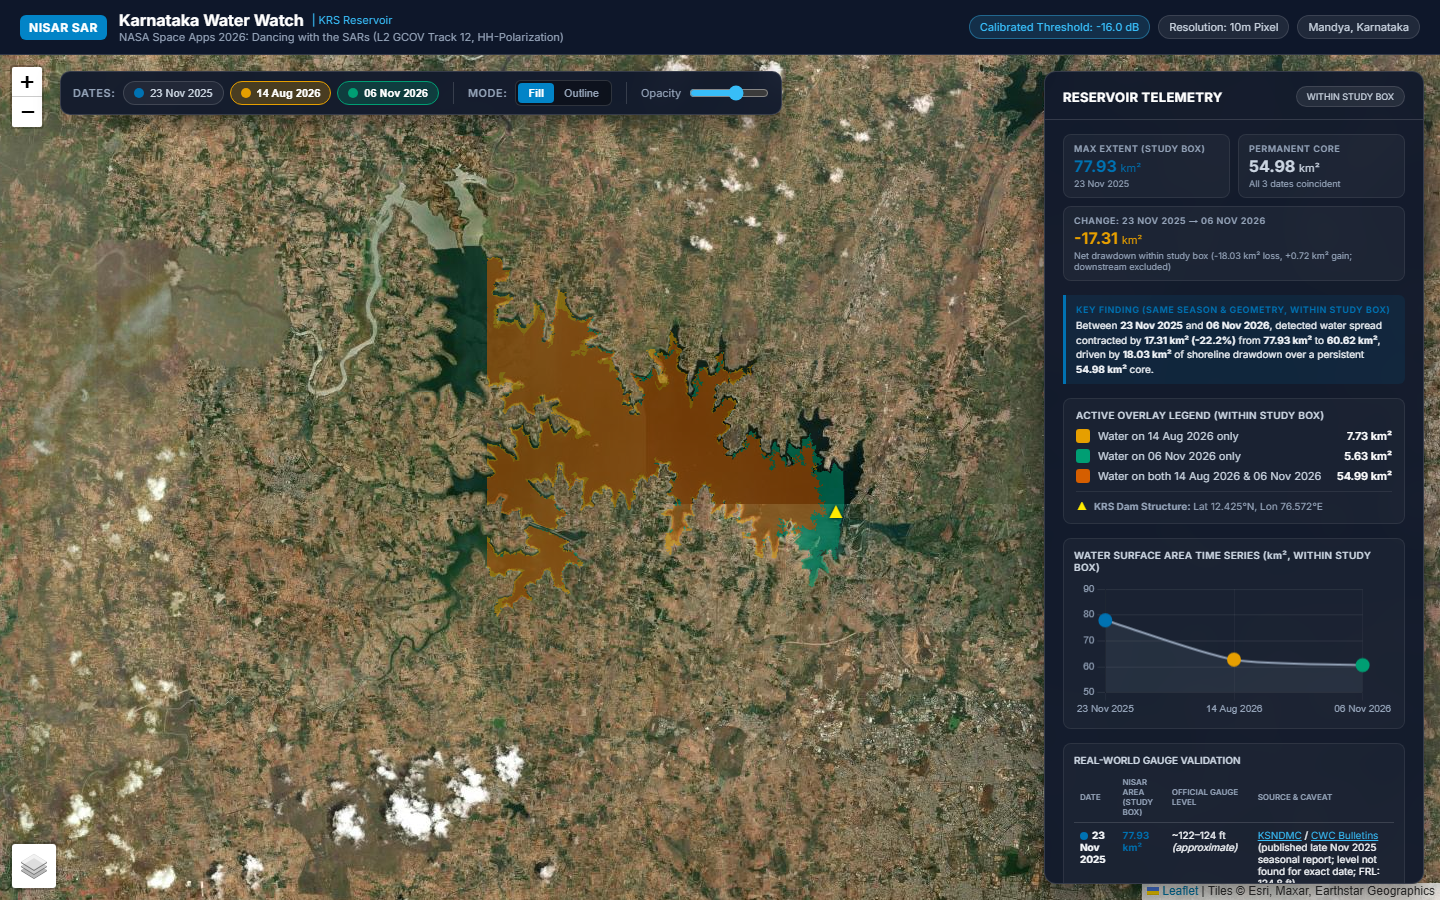 NISAR SAR
Karnataka Water Watch | KRS Reservoir
NASA Space Apps 2026: Dancing with the SARs (L2 GCOV Track 12, HH-Polarization)
Calibrated Threshold: -16.0 dB
Resolution: 10m Pixel
Mandya, Karnataka
+
−
DATES:
23 Nov 2025
14 Aug 2026
06 Nov 2026
MODE:
Fill
Outline
Opacity
RESERVOIR TELEMETRY
WITHIN STUDY BOX
MAX EXTENT (STUDY BOX)
77.93 km²
23 Nov 2025
PERMANENT CORE
54.98 km²
All 3 dates coincident
CHANGE: 23 NOV 2025 → 06 NOV 2026
-17.31 km²
Net drawdown within study box (-18.03 km² loss, +0.72 km² gain;
downstream excluded)
KEY FINDING (SAME SEASON & GEOMETRY, WITHIN STUDY BOX)
Between 23 Nov 2025 and 06 Nov 2026, detected water spread
contracted by 17.31 km² (-22.2%) from 77.93 km² to 60.62 km²,
driven by 18.03 km² of shoreline drawdown over a persistent
54.98 km² core.
ACTIVE OVERLAY LEGEND (WITHIN STUDY BOX)
Water on 14 Aug 2026 only 7.73 km²
Water on 06 Nov 2026 only 5.63 km²
Water on both 14 Aug 2026 & 06 Nov 2026 54.99 km²
KRS Dam Structure: Lat 12.425°N, Lon 76.572°E
WATER SURFACE AREA TIME SERIES (km², WITHIN STUDY
BOX)
90
80
70
60
50
23 Nov 2025
14 Aug 2026
06 Nov 2026
REAL-WORLD GAUGE VALIDATION
DATE
NISAR
AREA
(STUDY
BOX)
OFFICIAL GAUGE
LEVEL
SOURCE & CAVEAT
23
Nov
2025
77.93
km²
~122–124 ft
(approximate)
KSNDMC / CWC Bulletins
(published late Nov 2025
seasonal report; level not
found for exact date; FRL:
124.8 ft)
Leaflet | Tiles © Esri, Maxar, Earthstar Geographics